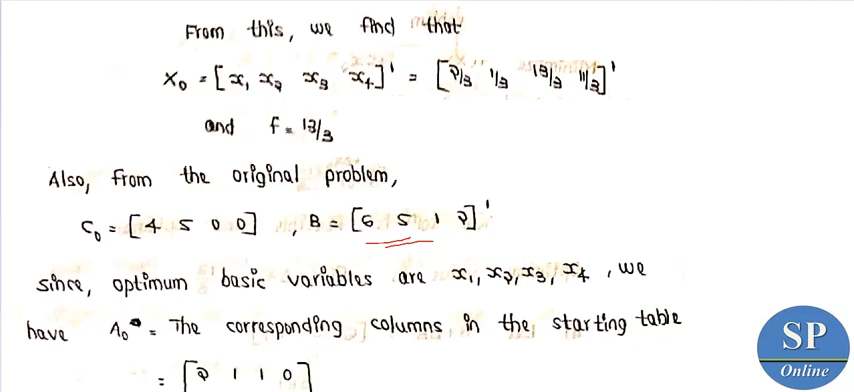 From this, we find that
X₀ = [x₁ x₂ x₃ x₄]' = [2/3 1/3 13/3 11/3]'
and f = 13/3
Also, from the original problem,
C₀ = [4 5 0 0] , B = [6 5 1 2]'
since, optimum basic variables are x₁, x₂, x₃, x₄ , we
have A₀ = The corresponding columns in the starting table
= [2 1 1 0]
SP
Online